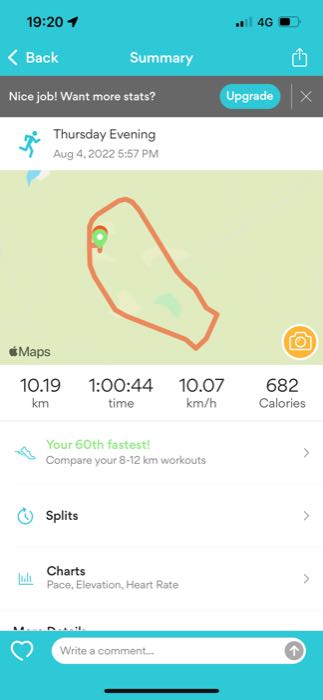 19:20
4G
Back
Summary
Nice job! Want more stats?
Upgrade
Thursday Evening
Aug 4, 2022 5:57 PM
Maps
10.19
1:00:44
10.07
682
km
time
km/h
Calories
Your 60th fastest!
Compare your 8-12 km workouts
Splits
Charts
Pace, Elevation, Heart Rate
More Details
Write a comment...